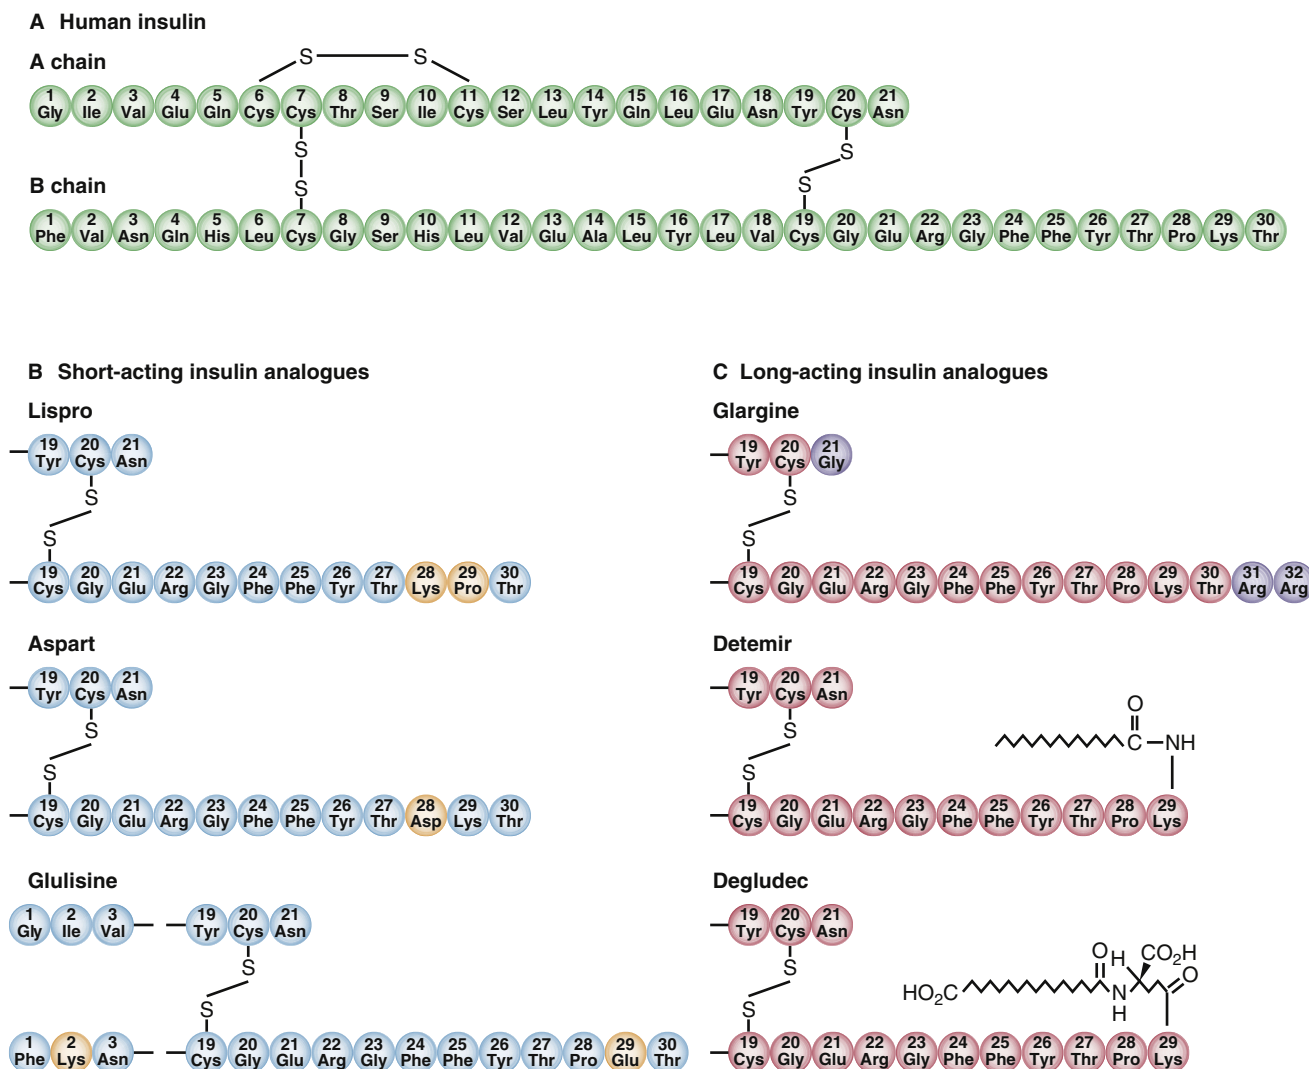 A Human insulin
A chain
S S
1 2 3 4 5 6 7 8 9 10 11 12 13 14 15 16 17 18 19 20 21
Gly Ile Val Glu Gln Cys Cys Thr Ser Ile Cys Ser Leu Tyr Gln Leu Glu Asn Tyr Cys Asn
S S
S S
B chain
1 2 3 4 5 6 7 8 9 10 11 12 13 14 15 16 17 18 19 20 21 22 23 24 25 26 27 28 29 30
Phe Val Asn Gln His Leu Cys Gly Ser His Leu Val Glu Ala Leu Tyr Leu Val Cys Gly Glu Arg Gly Phe Phe Tyr Thr Pro Lys Thr
B Short-acting insulin analogues
Lispro
19 20 21
Tyr Cys Asn
S
S
19 20 21 22 23 24 25 26 27 28 29 30
Cys Gly Glu Arg Gly Phe Phe Tyr Thr Lys Pro Thr
Aspart
19 20 21
Tyr Cys Asn
S
S
19 20 21 22 23 24 25 26 27 28 29 30
Cys Gly Glu Arg Gly Phe Phe Tyr Thr Asp Lys Thr
Glulisine
1 2 3 19 20 21
Gly Ile Val Tyr Cys Asn
S
S
1 2 3 19 20 21 22 23 24 25 26 27 28 29 30
Phe Lys Asn Cys Gly Glu Arg Gly Phe Phe Tyr Thr Pro Glu Thr
C Long-acting insulin analogues
Glargine
19 20 21
Tyr Cys Gly
S
S
19 20 21 22 23 24 25 26 27 28 29 30 31 32
Cys Gly Glu Arg Gly Phe Phe Tyr Thr Pro Lys Thr Arg Arg
Detemir
19 20 21
Tyr Cys Asn
O
S
C NH
S
19 20 21 22 23 24 25 26 27 28 29
Cys Gly Glu Arg Gly Phe Phe Tyr Thr Pro Lys
Degludec
19 20 21
Tyr Cys Asn
O H CO₂H
S O
HO₂C N
S H
19 20 21 22 23 24 25 26 27 28 29
Cys Gly Glu Arg Gly Phe Phe Tyr Thr Pro Lys